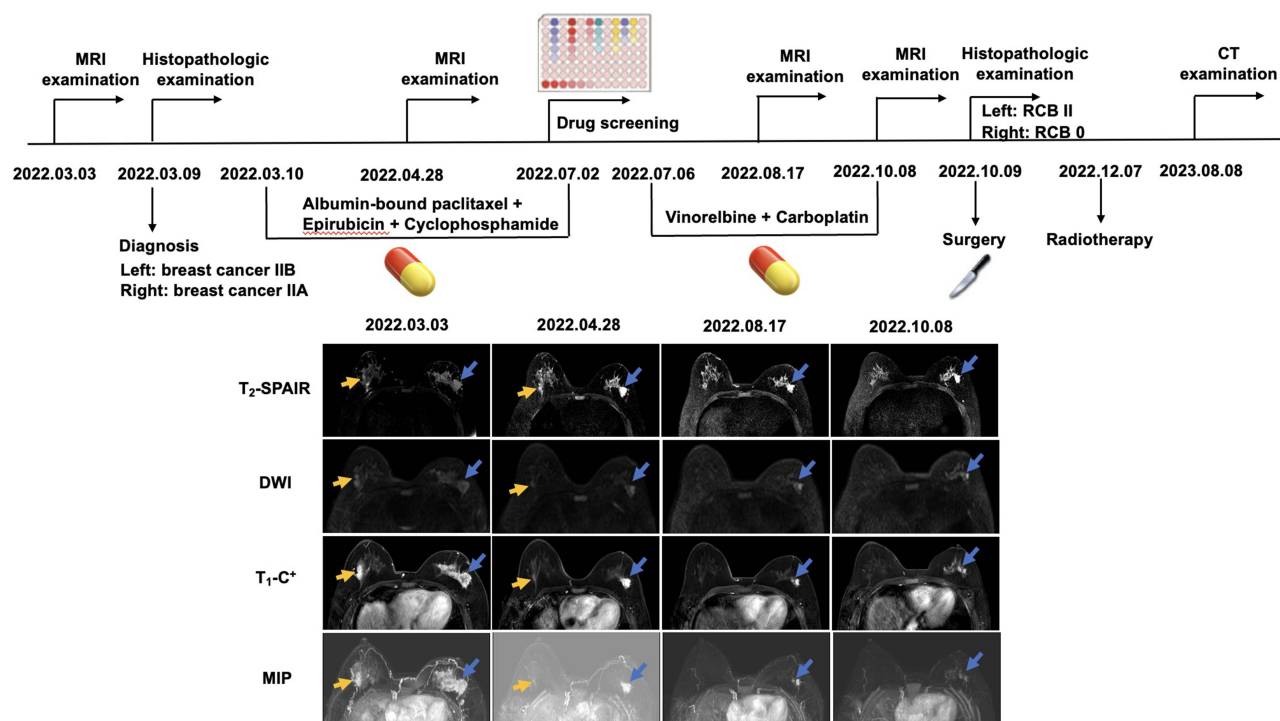 MRI
examination
Histopathologic
examination
MRI
examination
Drug screening
MRI
examination
MRI
examination
Histopathologic
examination
Left: RCB II
Right: RCB 0
CT
examination
2022.03.03
2022.03.09
2022.03.10
2022.04.28
2022.07.02
2022.07.06
2022.08.17
2022.10.08
2022.10.09
2022.12.07
2023.08.08
Diagnosis
Left: breast cancer IIB
Right: breast cancer IIA
Albumin-bound paclitaxel +
Epirubicin + Cyclophosphamide
Vinorelbine + Carboplatin
Surgery
Radiotherapy
2022.03.03
2022.04.28
2022.08.17
2022.10.08
T₂-SPAIR
DWI
T₁-C⁺
MIP